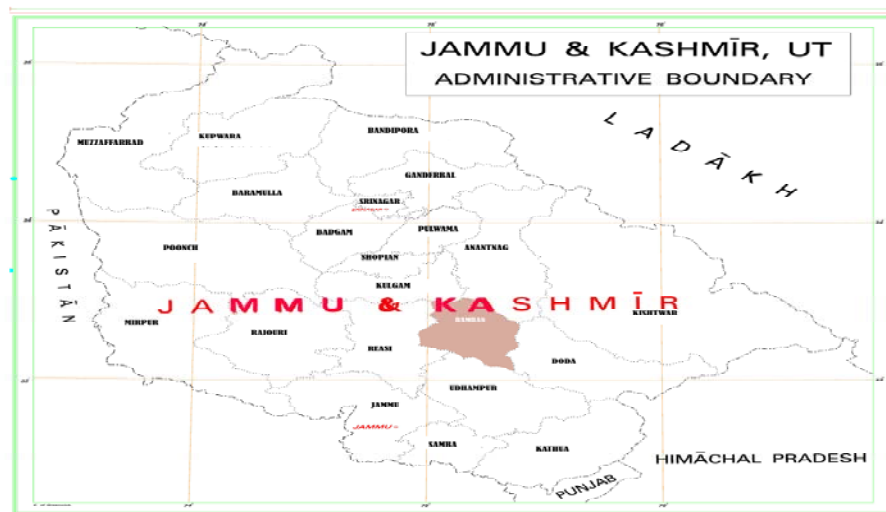 JAMMU & KASHMĪR, UT
ADMINISTRATIVE BOUNDARY
LADĀKH
BANDIPORA
KUPWARA
MUZZAFFARRAD
GANDERBAL
BARAMULLA
SRINAGAR
PĀKISTĀN
PULWAMA
BADGAM
POONCH
ANANTNAG
SHOPIAN
KULGAM
JAMMU & KASHMĪR
KISHTWAR
RAMBAN
MIRPUR
RAJOURI
REASI
DODA
UDHAMPUR
JAMMU
JAMMU
SAMBA
KATHUA
HIMĀCHAL PRADESH
PUNJAB